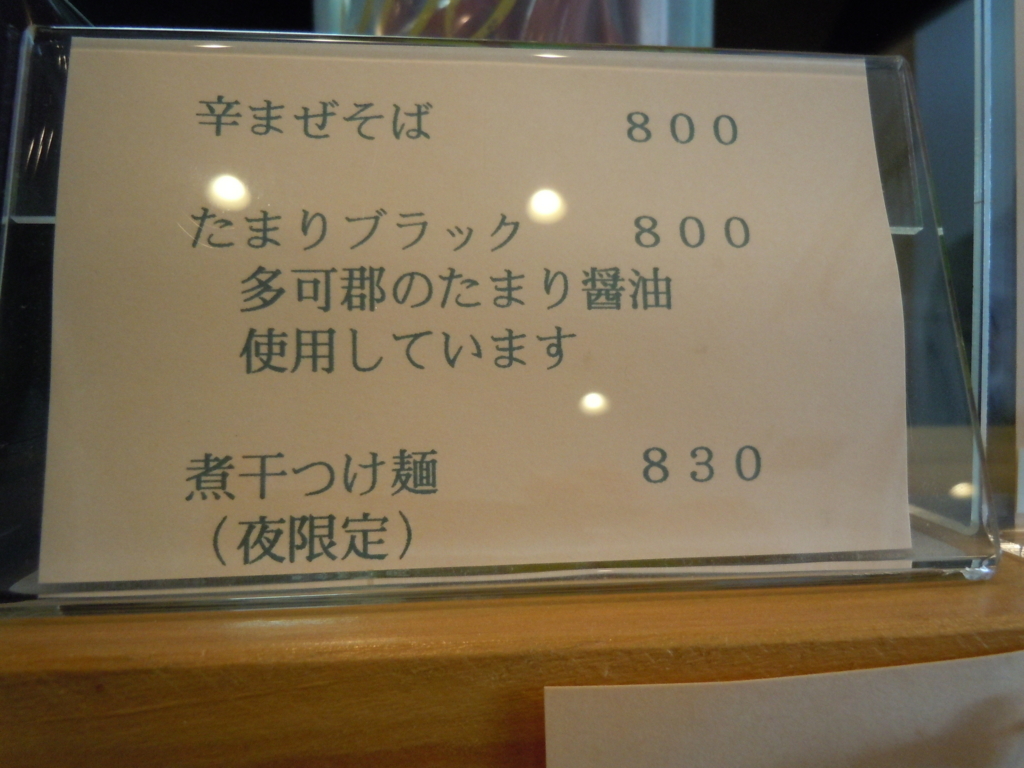 辛まぜそば　８００
たまりブラック　８００
多可郡のたまり醤油
使用しています
煮干つけ麺　８３０
（夜限定）